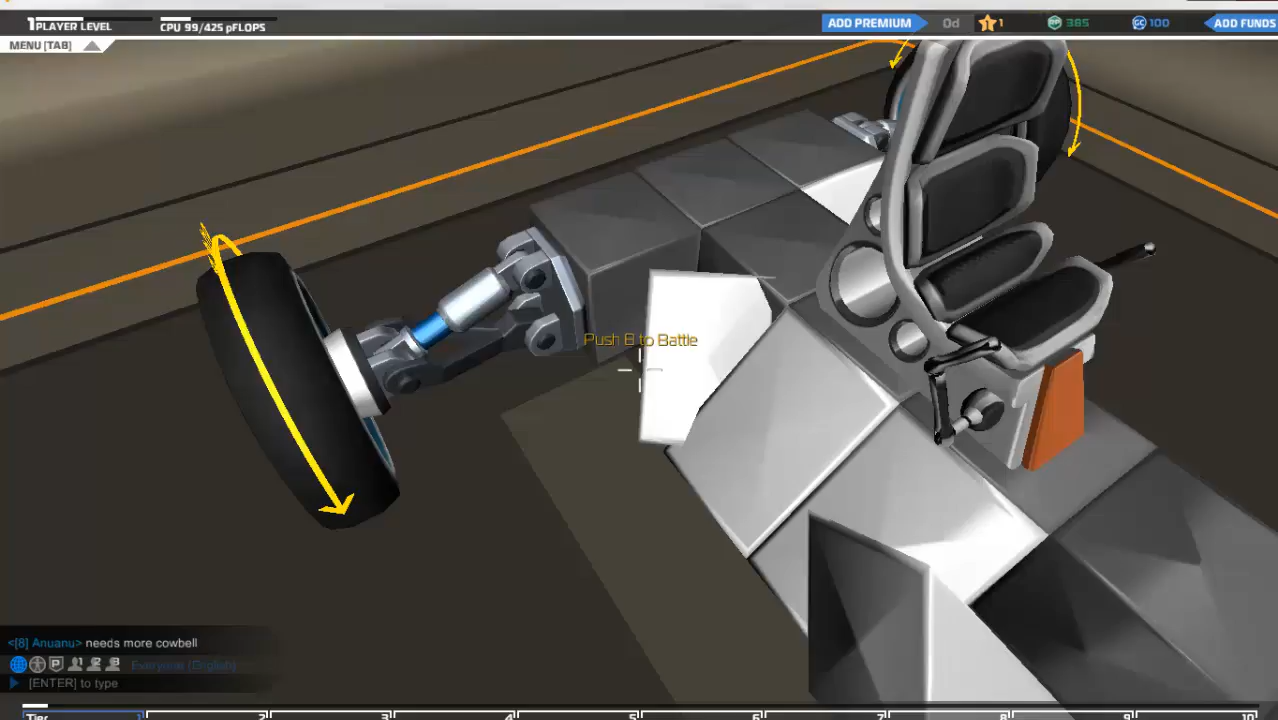 1 PLAYER LEVEL
CPU 99/425 pFLOPS
ADD PREMIUM
0d
1
385
GC 100
ADD FUNDS
MENU [TAB]
Push B to Battle
<[8] Anuanu> needs more cowbell
Everyone (English)
[ENTER] to type
Tier 1 2 3 4 5 6 7 8 9 10